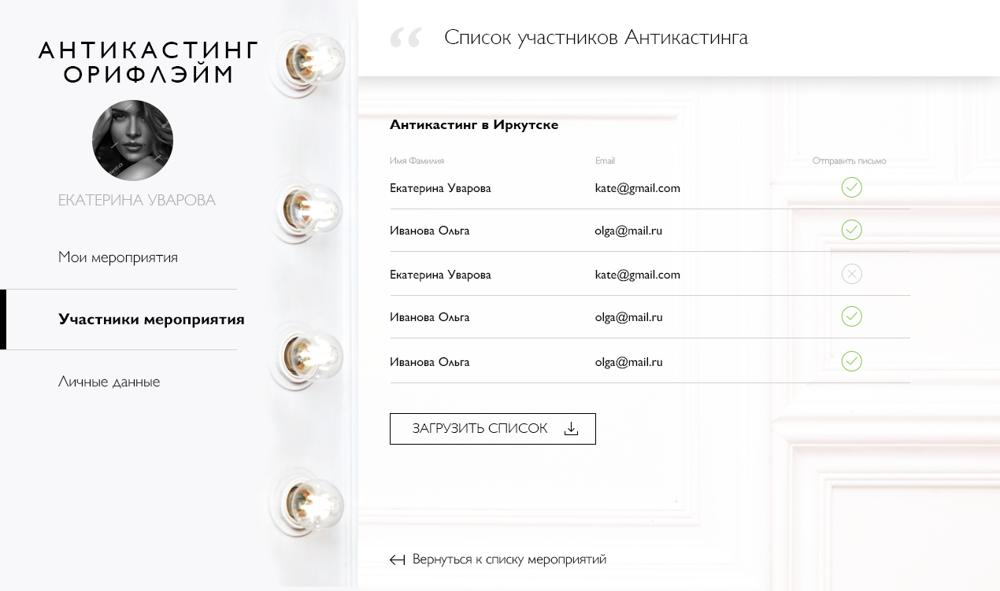 АНТИКАСТИНГ
ОРИФЛЭЙМ
ЕКАТЕРИНА УВАРОВА
Мои мероприятия
Участники мероприятия
Личные данные
“ Список участников Антикастинга
Антикастинг в Иркутске
Имя Фамилия Email Отправить письмо
Екатерина Уварова kate@gmail.com
Иванова Ольга olga@mail.ru
Екатерина Уварова kate@gmail.com
Иванова Ольга olga@mail.ru
Иванова Ольга olga@mail.ru
ЗАГРУЗИТЬ СПИСОК
Вернуться к списку мероприятий